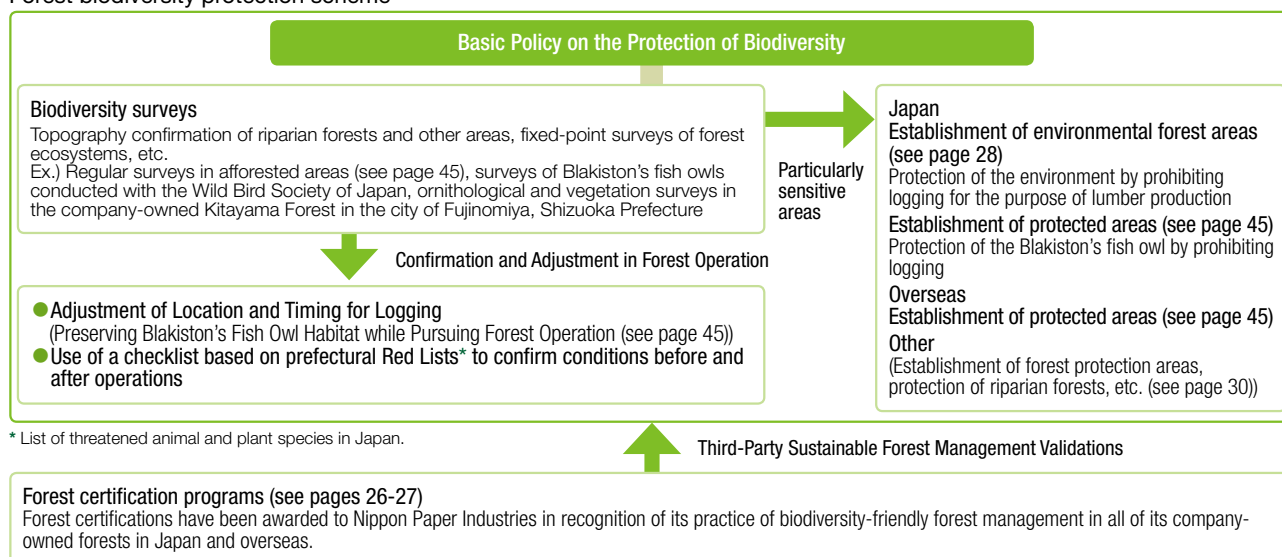 Forest biodiversity protection scheme
Basic Policy on the Protection of Biodiversity
Biodiversity surveys
Topography confirmation of riparian forests and other areas, fixed-point surveys of forest
ecosystems, etc.
Ex.) Regular surveys in afforested areas (see page 45), surveys of Blakiston’s fish owls
conducted with the Wild Bird Society of Japan, ornithological and vegetation surveys in
the company-owned Kitayama Forest in the city of Fujinomiya, Shizuoka Prefecture
Particularly
sensitive
areas
Japan
Establishment of environmental forest areas
(see page 28)
Protection of the environment by prohibiting
logging for the purpose of lumber production
Establishment of protected areas (see page 45)
Protection of the Blakiston’s fish owl by prohibiting
logging
Overseas
Establishment of protected areas (see page 45)
Other
(Establishment of forest protection areas,
protection of riparian forests, etc. (see page 30))
Confirmation and Adjustment in Forest Operation
●Adjustment of Location and Timing for Logging
(Preserving Blakiston’s Fish Owl Habitat while Pursuing Forest Operation (see page 45))
●Use of a checklist based on prefectural Red Lists* to confirm conditions before and
after operations
* List of threatened animal and plant species in Japan.
Third-Party Sustainable Forest Management Validations
Forest certification programs (see pages 26-27)
Forest certifications have been awarded to Nippon Paper Industries in recognition of its practice of biodiversity-friendly forest management in all of its company-
owned forests in Japan and overseas.